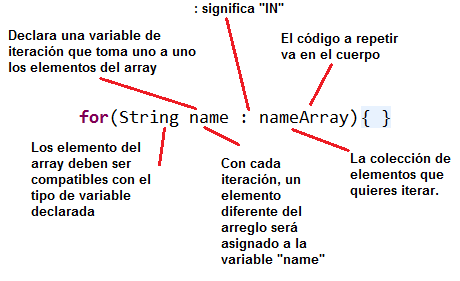 : significa "IN"
Declara una variable de
iteración que toma uno a uno
los elementos del array
El código a repetir
va en el cuerpo
for(String name : nameArray){ }
Los elemento del
array deben ser
compatibles con el
tipo de variable
declarada
Con cada
iteración, un
elemento
diferente del
arreglo será
asignado a la
variable "name"
La colección de
elementos que
quieres iterar.